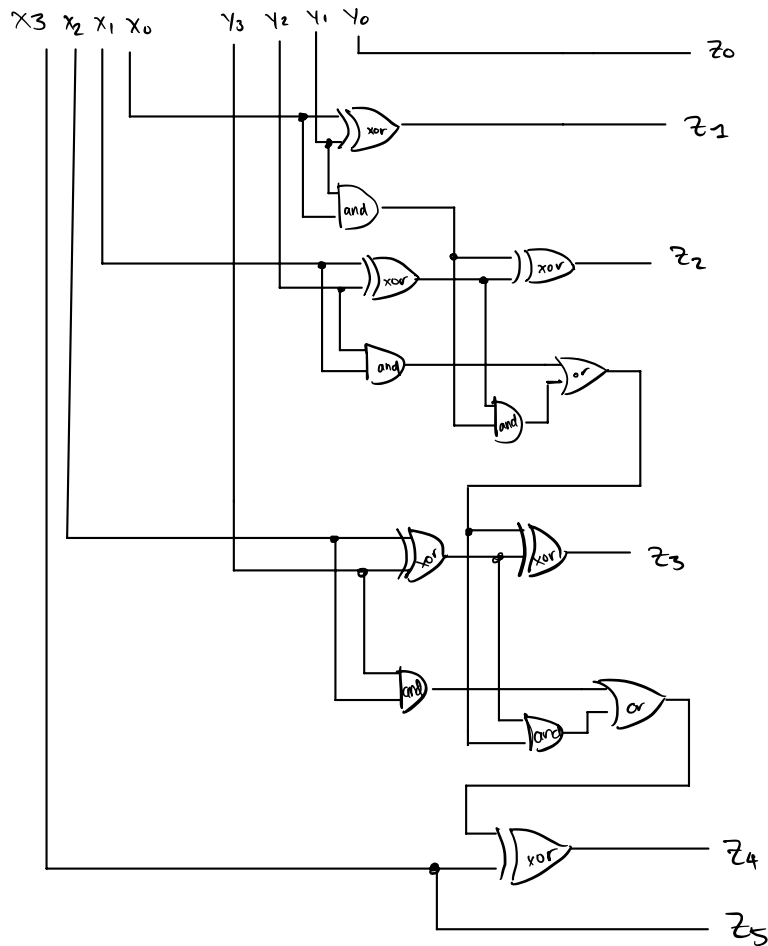 X3 x2 x1 x0 y3 y2 y1 y0
Z0
xor
Z1
and
xor
xor
Z2
and
or
and
xor
xor
Z3
and
or
and
xor
Z4
Z5